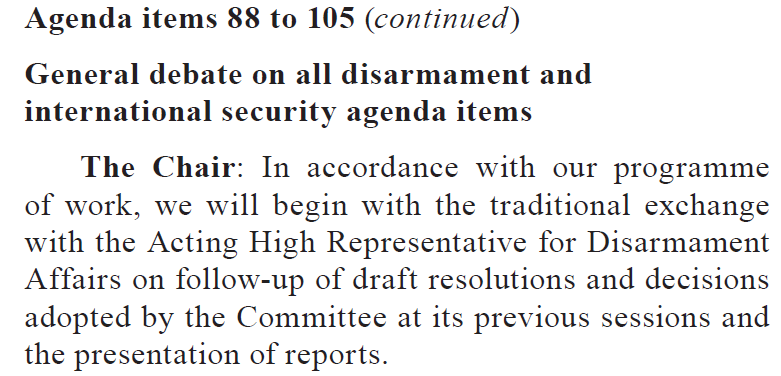 Agenda items 88 to 105 (continued)
General debate on all disarmament and
international security agenda items
The Chair: In accordance with our programme
of work, we will begin with the traditional exchange
with the Acting High Representative for Disarmament
Affairs on follow-up of draft resolutions and decisions
adopted by the Committee at its previous sessions and
the presentation of reports.